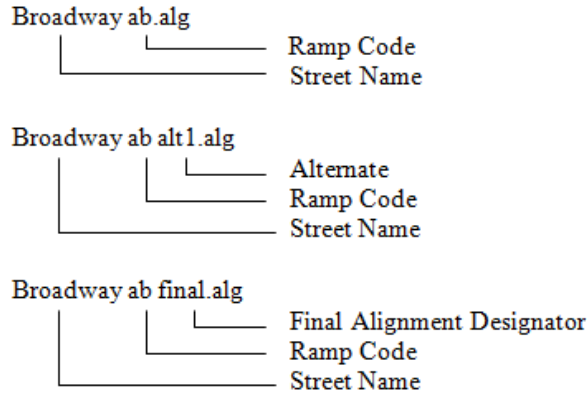 Broadway ab.alg
Ramp Code
Street Name
Broadway ab alt1.alg
Alternate
Ramp Code
Street Name
Broadway ab final.alg
Final Alignment Designator
Ramp Code
Street Name